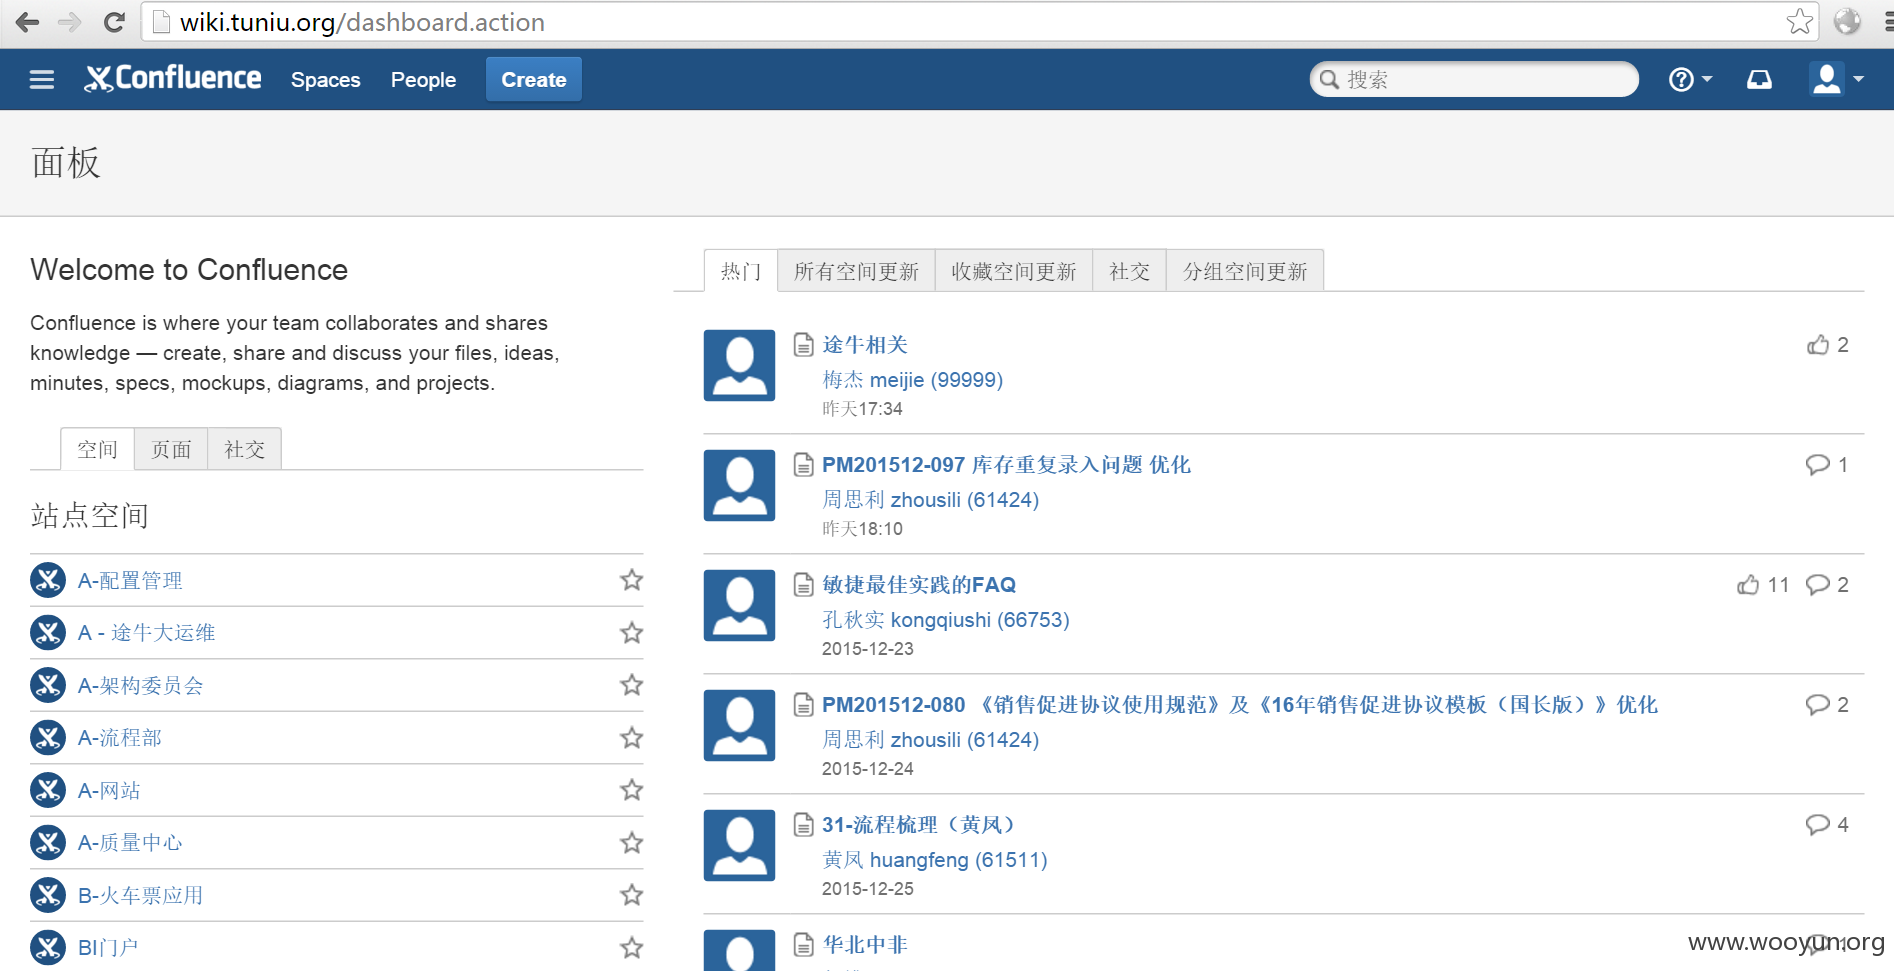 wiki.tuniu.org/dashboard.action
Confluence Spaces People Create 搜索
面板
Welcome to Confluence
Confluence is where your team collaborates and shares
knowledge — create, share and discuss your files, ideas,
minutes, specs, mockups, diagrams, and projects.
空间 页面 社交
站点空间
A-配置管理
A - 途牛大运维
A-架构委员会
A-流程部
A-网站
A-质量中心
B-火车票应用
BI门户
热门 所有空间更新 收藏空间更新 社交 分组空间更新
途牛相关 2
梅杰 meijie (99999)
昨天17:34
PM201512-097 库存重复录入问题 优化 1
周思利 zhousili (61424)
昨天18:10
敏捷最佳实践的FAQ 11 2
孔秋实 kongqiushi (66753)
2015-12-23
PM201512-080 《销售促进协议使用规范》及《16年销售促进协议模板（国长版）》优化 2
周思利 zhousili (61424)
2015-12-24
31-流程梳理（黄凤） 4
黄凤 huangfeng (61511)
2015-12-25
华北中非
www.wooyun.org